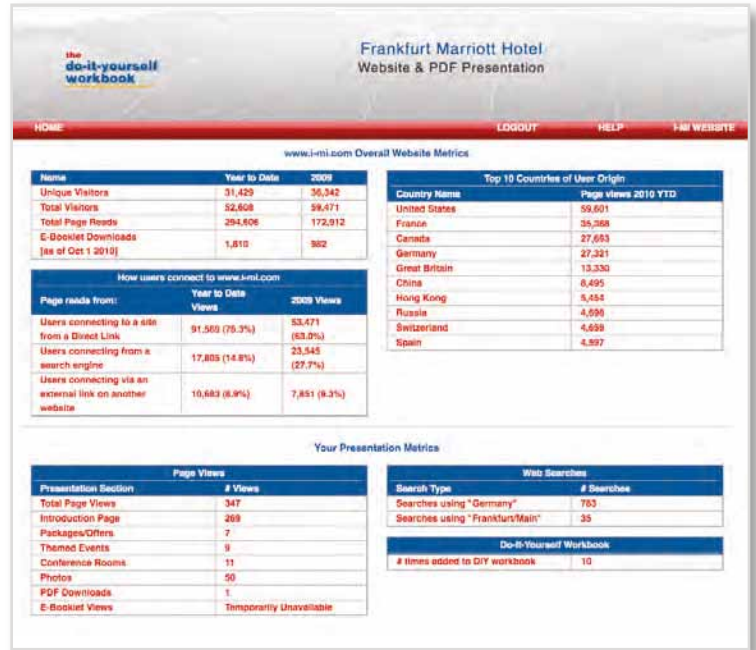 the
do-it-yourself
workbook
Frankfurt Marriott Hotel
Website & PDF Presentation
HOME LOGOUT HELP I-MI WEBSITE
www.i-mi.com Overall Website Metrics
Name Year to Date 2009
Unique Visitors 31,429 36,342
Total Visitors 52,608 59,471
Total Page Reads 294,606 172,912
E-Booklet Downloads
[as of Oct 1 2010] 1,810 982
How users connect to www.i-mi.com
Page reads from: Year to Date
Views 2009 Views
Users connecting to a site
from a Direct Link 91,569 (76.3%) 53,471
(63.0%)
Users connecting from a
search engine 17,805 (14.8%) 23,545
(27.7%)
Users connecting via an
external link on another
website 10,683 (8.9%) 7,851 (9.3%)
Top 10 Countries of User Origin
Country Name Page views 2010 YTD
United States 59,601
France 35,368
Canada 27,693
Germany 27,321
Great Britain 13,330
China 6,495
Hong Kong 5,454
Russia 4,698
Switzerland 4,659
Spain 4,597
Your Presentation Metrics
Page Views
Presentation Section # Views
Total Page Views 347
Introduction Page 269
Packages/Offers 7
Themed Events 9
Conference Rooms 11
Photos 50
PDF Downloads 1
E-Booklet Views Temporarily Unavailable
Web Searches
Search Type # Searches
Searches using "Germany" 763
Searches using "Frankfurt/Main" 35
Do-It-Yourself Workbook
# times added to DIY workbook 10